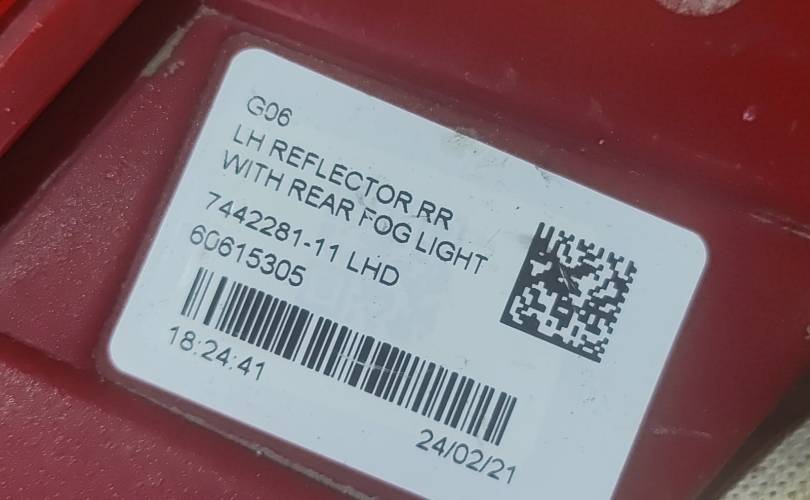 G06
LH REFLECTOR RR
WITH REAR FOG LIGHT
7442281-11 LHD
60615305
18:24:41
24/02/21